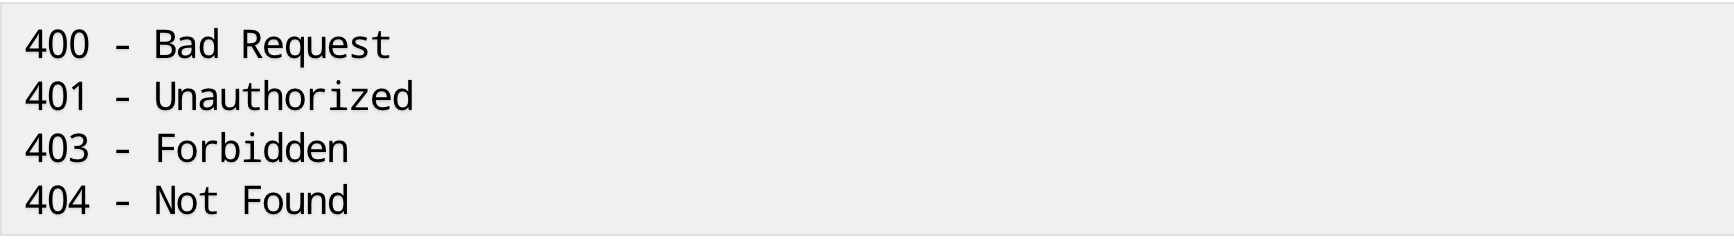 400 - Bad Request
401 - Unauthorized
403 - Forbidden
404 - Not Found